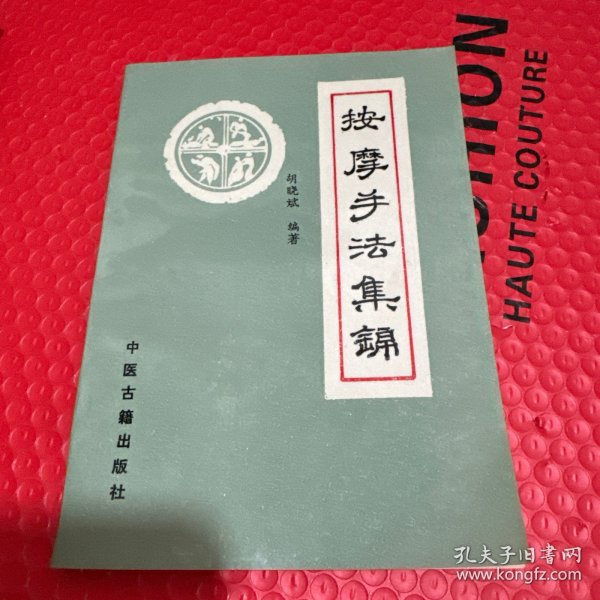 按摩手法集錦
胡晓斌 编著
中医古籍出版社
HION
HAUTE COUTURE
孔夫子旧书网
www.kongfz.com